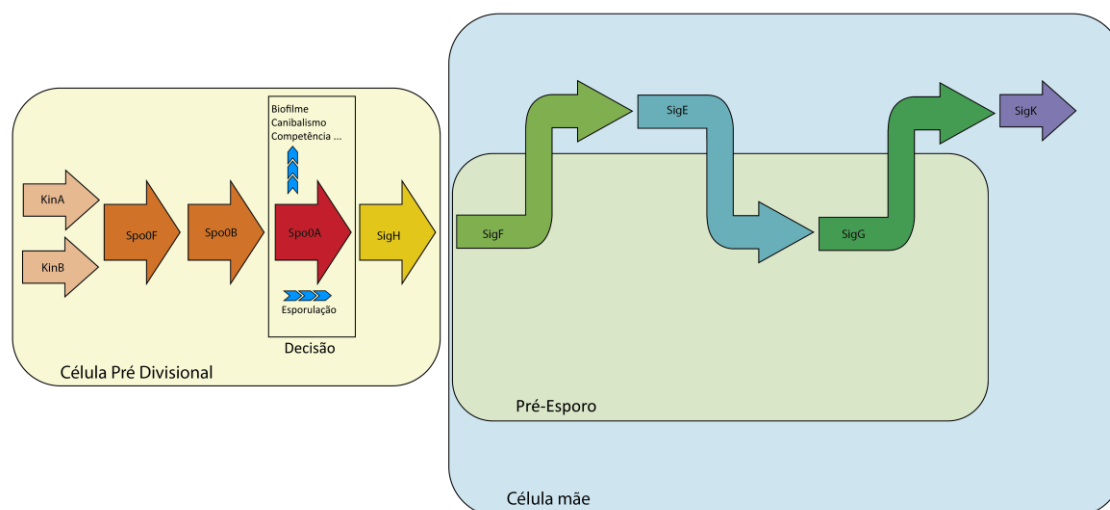 Biofilme
Canibalismo
Competência ...
KinA
KinB
Spo0F
Spo0B
Spo0A
SigH
Esporulação
Decisão
Célula Pré Divisional
SigF
SigE
SigG
SigK
Pré-Esporo
Célula mãe